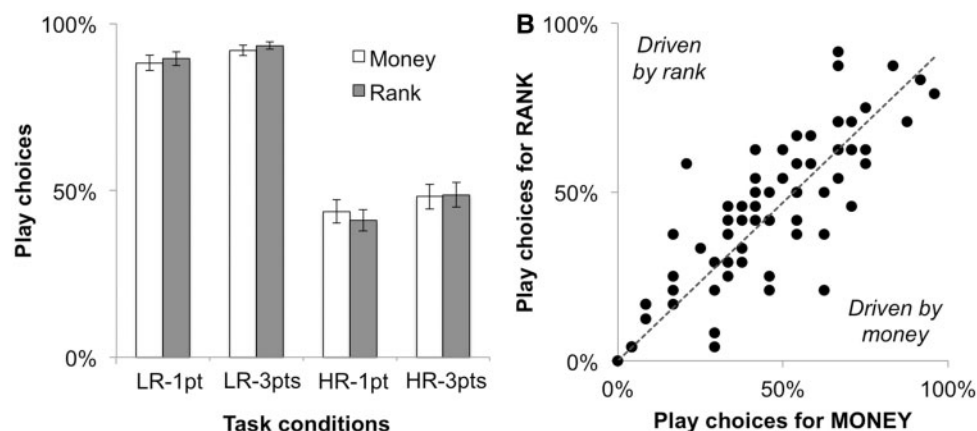 100%
50%
0%
Play choices
Money
Rank
LR-1pt LR-3pts HR-1pt HR-3pts
Task conditions
B
100%
50%
0%
Play choices for RANK
Driven
by rank
Driven by
money
0% 50% 100%
Play choices for MONEY